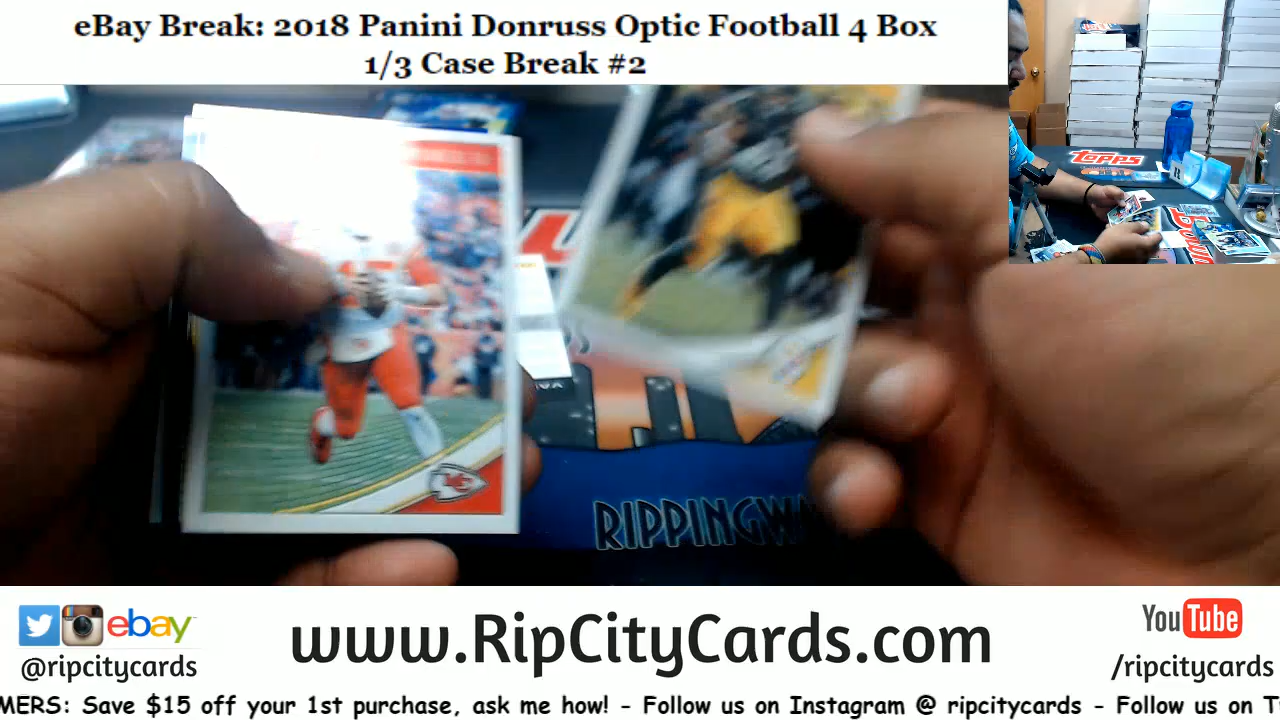 eBay Break: 2018 Panini Donruss Optic Football 4 Box
1/3 Case Break #2
topps
RIPPINGW
ebay
@ripcitycards
www.RipCityCards.com
YouTube
/ripcitycards
MERS: Save $15 off your 1st purchase, ask me how! - Follow us on Instagram @ ripcitycards - Follow us on T